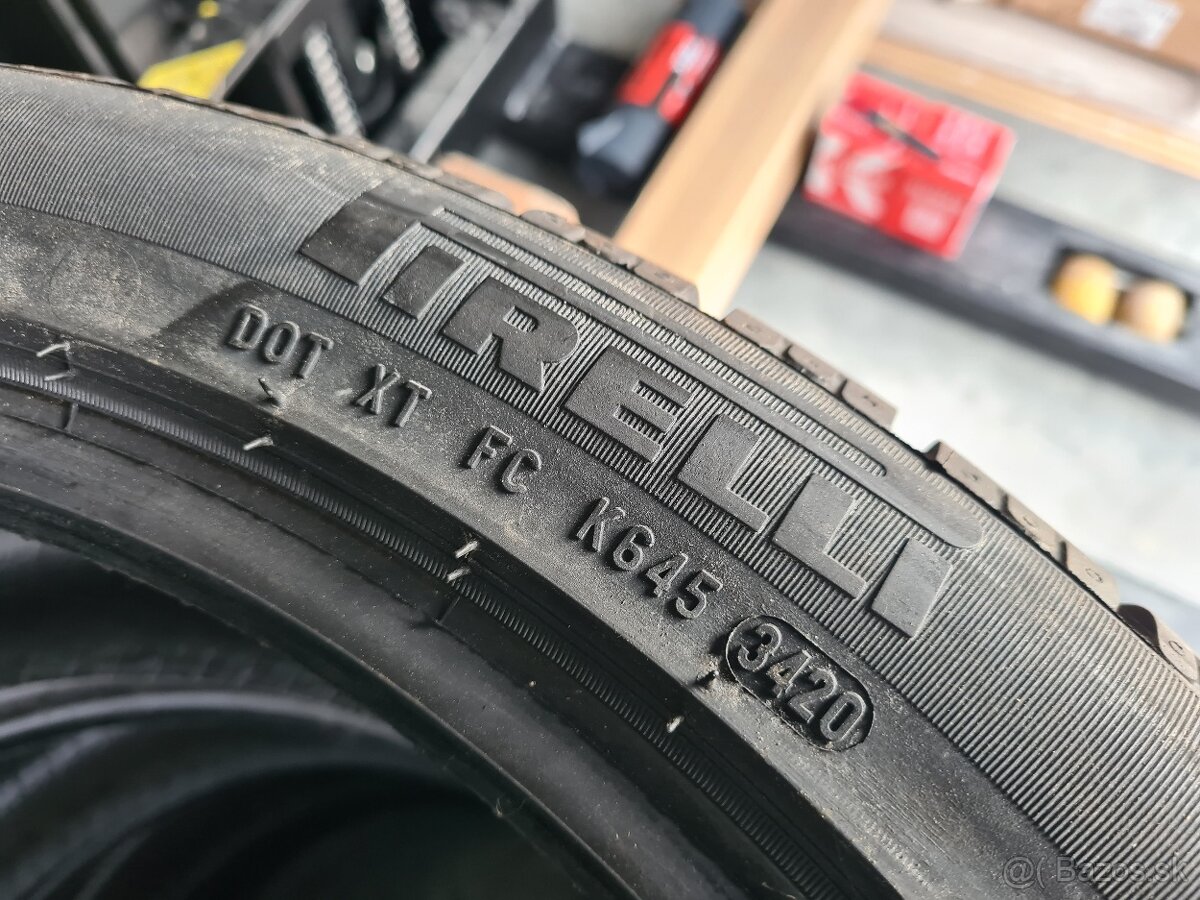 PIRELLI
DOT XT FC K645 3420
@( Bazos.sk